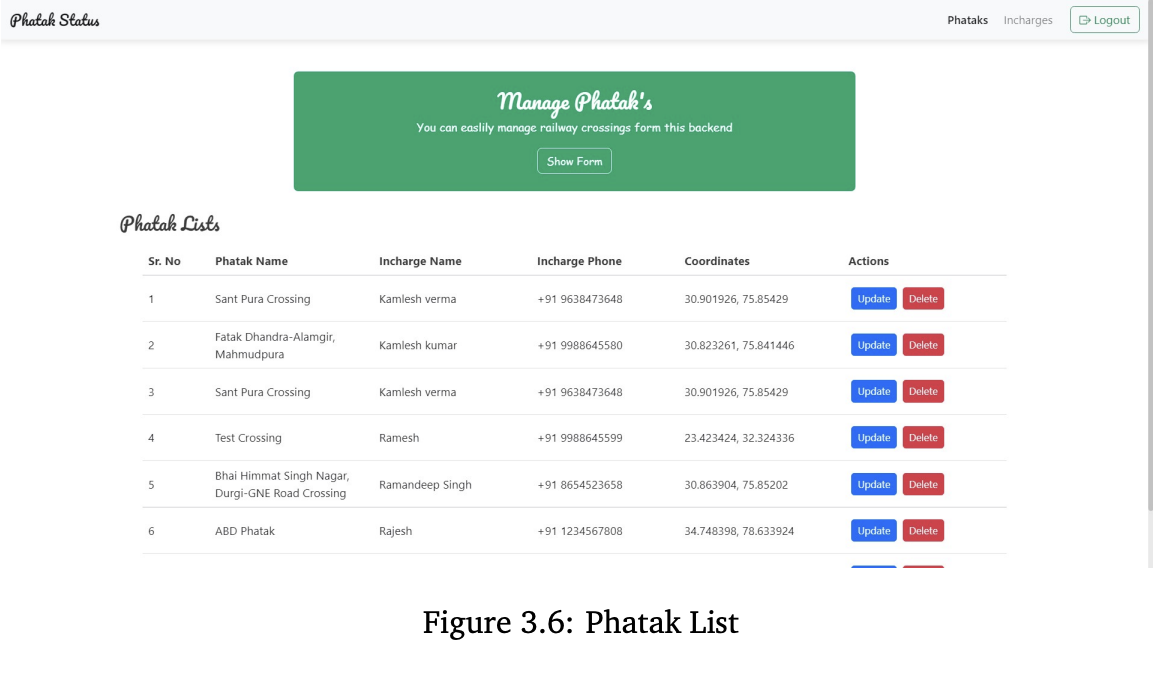 Phatak Status
Phataks Incharges Logout
Manage Phatak's
You can easlily manage railway crossings form this backend
Show Form
Phatak Lists
Sr. No Phatak Name Incharge Name Incharge Phone Coordinates Actions
1 Sant Pura Crossing Kamlesh verma +91 9638473648 30.901926, 75.85429 Update Delete
2 Fatak Dhandra-Alamgir, Mahmudpura Kamlesh kumar +91 9988645580 30.823261, 75.841446 Update Delete
3 Sant Pura Crossing Kamlesh verma +91 9638473648 30.901926, 75.85429 Update Delete
4 Test Crossing Ramesh +91 9988645599 23.423424, 32.324336 Update Delete
5 Bhai Himmat Singh Nagar, Durgi-GNE Road Crossing Ramandeep Singh +91 8654523658 30.863904, 75.85202 Update Delete
6 ABD Phatak Rajesh +91 1234567808 34.748398, 78.633924 Update Delete
Figure 3.6: Phatak List